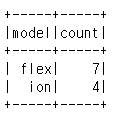 +-----+-----+
|model|count|
+-----+-----+
| flex|    7|
|  ion|    4|
+-----+-----+